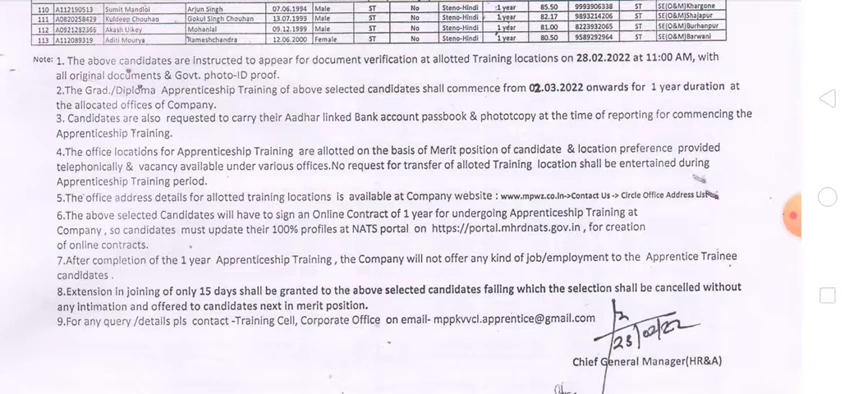 110 A112190513 Sumit Mandloi Arjun Singh 07.06.1994 Male ST No Steno-Hindi 1 year 85.50 9993906338 ST SE(O&M)Khargone
111 A0820258429 Kuldeep Chouhan Gokul Singh Chouhan 13.07.1999 Male ST No Steno-Hindi 1 year 82.17 9893214206 ST SE(O&M)Shajapur
112 A0921282366 Akash Uikey Mohanlal 09.12.1999 Male ST No Steno-Hindi 1 year 81.00 8223932065 ST SE(O&M)Burhanpur
113 A112089319 Aditi Mourya Rameshchandra 12.06.2000 Female ST No Steno-Hindi 1 year 80.50 9589292964 ST SE(O&M)Barwani
Note: 1. The above candidates are instructed to appear for document verification at allotted Training locations on 28.02.2022 at 11:00 AM, with
all original documents & Govt. photo-ID proof.
2.The Grad./Diploma Apprenticeship Training of above selected candidates shall commence from 02.03.2022 onwards for 1 year duration at
the allocated offices of Company.
3. Candidates are also requested to carry their Aadhar linked Bank account passbook & phototcopy at the time of reporting for commencing the
Apprenticeship Training.
4.The office locations for Apprenticeship Training are allotted on the basis of Merit position of candidate & location preference provided
telephonically & vacancy available under various offices.No request for transfer of alloted Training location shall be entertained during
Apprenticeship Training period.
5.The office address details for allotted training locations is available at Company website : www.mpwz.co.in->Contact Us -> Circle Office Address List
6.The above selected Candidates will have to sign an Online Contract of 1 year for undergoing Apprenticeship Training at
Company , so candidates must update their 100% profiles at NATS portal on https://portal.mhrdnats.gov.in , for creation
of online contracts.
7.After completion of the 1 year Apprenticeship Training , the Company will not offer any kind of job/employment to the Apprentice Trainee
candidates .
8.Extension in joining of only 15 days shall be granted to the above selected candidates failing which the selection shall be cancelled without
any intimation and offered to candidates next in merit position.
9.For any query /details pls contact -Training Cell, Corporate Office on email- mppkvvcl.apprentice@gmail.com
23/02/22
Chief General Manager(HR&A)